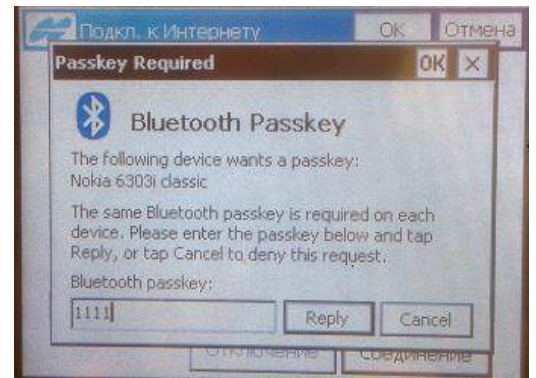 Подкл. к Интернету OK Отмена
Passkey Required OK
Bluetooth Passkey
The following device wants a passkey:
Nokia 6303i classic
The same Bluetooth passkey is required on each
device. Please enter the passkey below and tap
Reply, or tap Cancel to deny this request.
Bluetooth passkey:
1111 Reply Cancel
Отключение Соединение